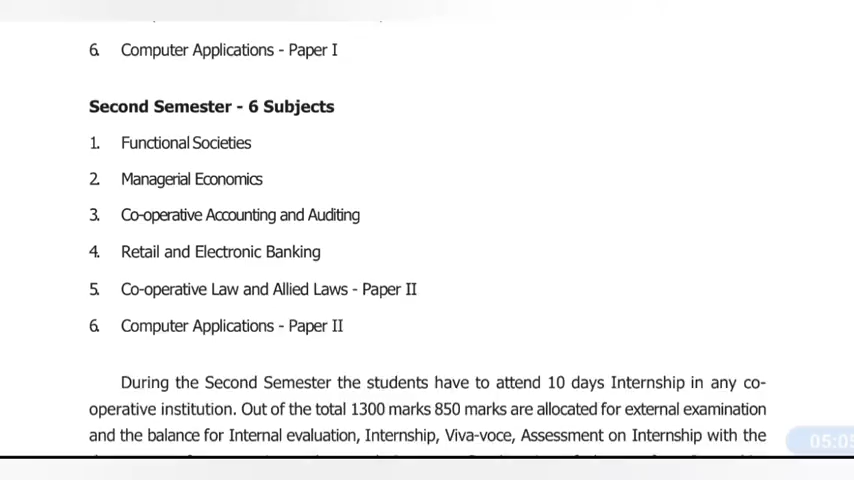 6. Computer Applications - Paper I
Second Semester - 6 Subjects
1. Functional Societies
2. Managerial Economics
3. Co-operative Accounting and Auditing
4. Retail and Electronic Banking
5. Co-operative Law and Allied Laws - Paper II
6. Computer Applications - Paper II
During the Second Semester the students have to attend 10 days Internship in any co-
operative institution. Out of the total 1300 marks 850 marks are allocated for external examination
and the balance for Internal evaluation, Internship, Viva-voce, Assessment on Internship with the
05:05